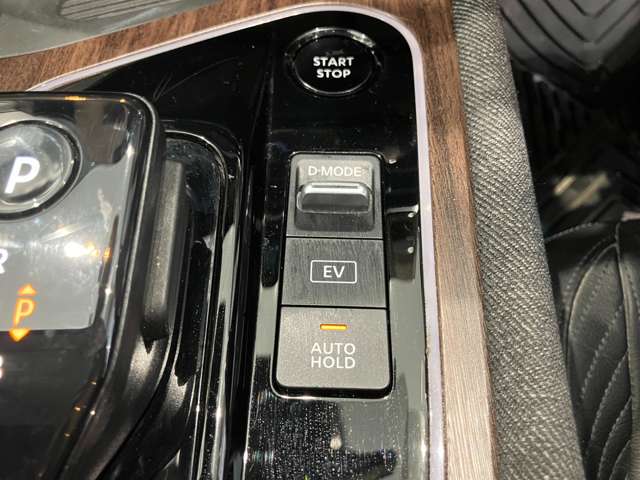 START
STOP
P
D-MODE
R
EV
P
AUTO
HOLD
B